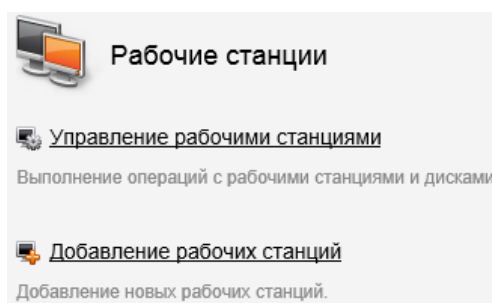 Рабочие станции
Управление рабочими станциями
Выполнение операций с рабочими станциями и дисками
Добавление рабочих станций
Добавление новых рабочих станций.